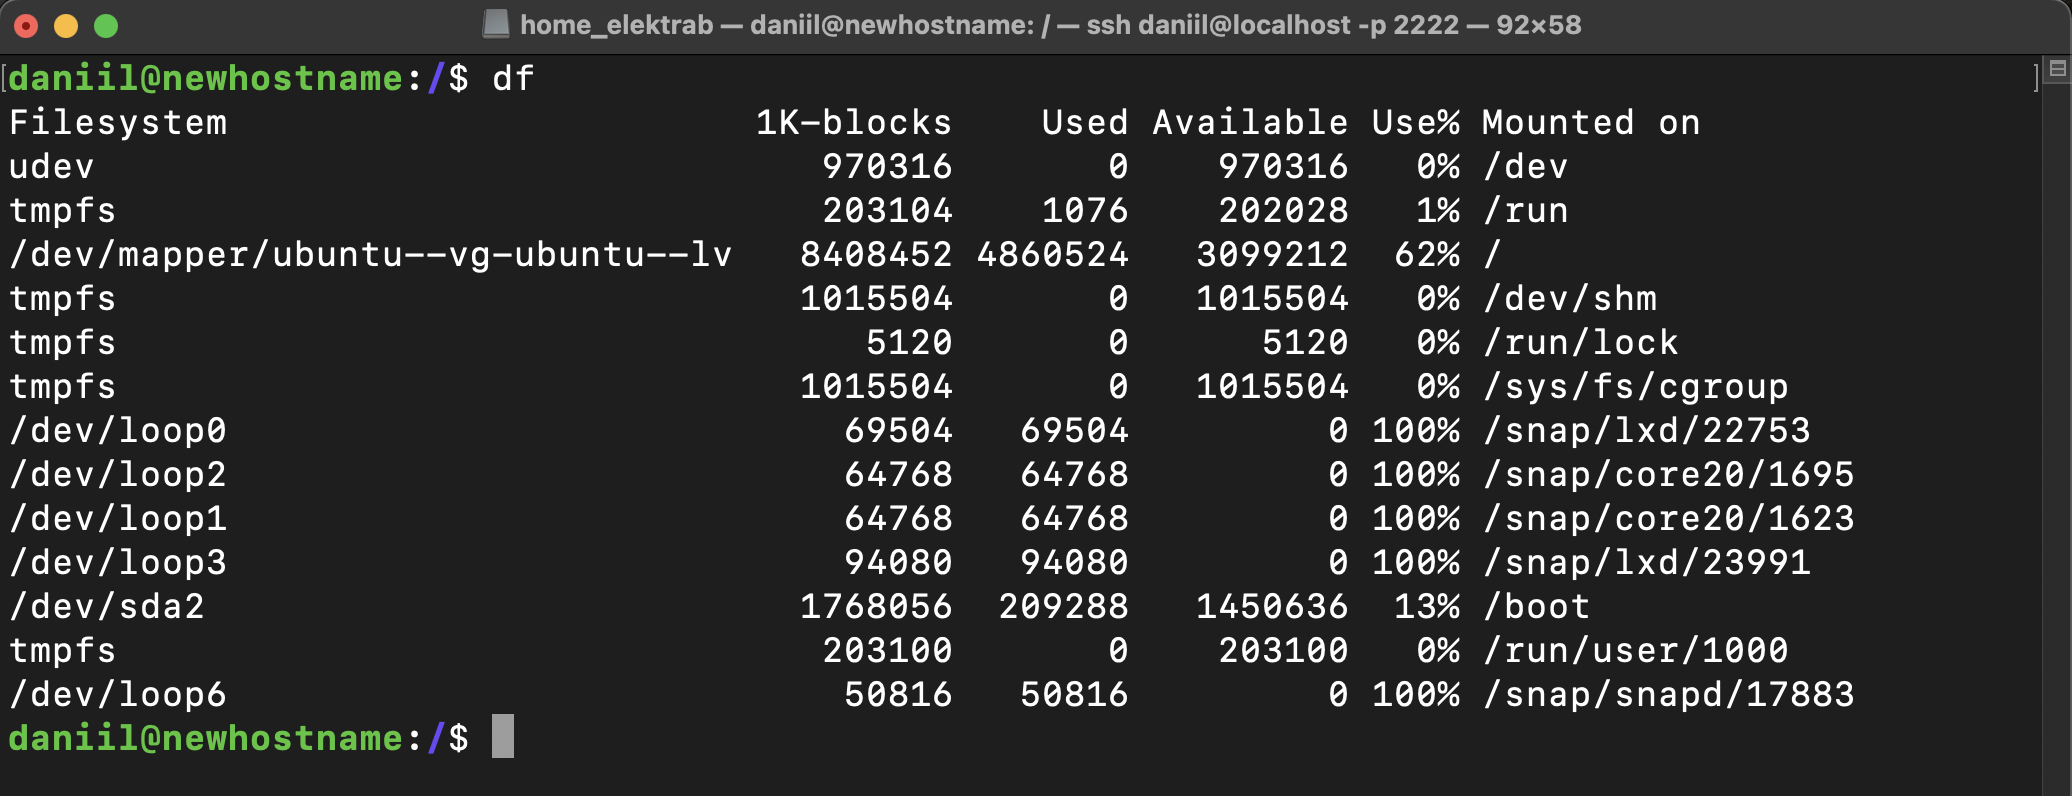 home_elektrab — daniil@newhostname: / — ssh daniil@localhost -p 2222 — 92×58
[daniil@newhostname:/$ df ]
Filesystem                        1K-blocks    Used Available Use% Mounted on
udev                                 970316       0    970316   0% /dev
tmpfs                                203104    1076    202028   1% /run
/dev/mapper/ubuntu--vg-ubuntu--lv   8408452 4860524   3099212  62% /
tmpfs                               1015504       0   1015504   0% /dev/shm
tmpfs                                  5120       0      5120   0% /run/lock
tmpfs                               1015504       0   1015504   0% /sys/fs/cgroup
/dev/loop0                            69504   69504         0 100% /snap/lxd/22753
/dev/loop2                            64768   64768         0 100% /snap/core20/1695
/dev/loop1                            64768   64768         0 100% /snap/core20/1623
/dev/loop3                            94080   94080         0 100% /snap/lxd/23991
/dev/sda2                           1768056  209288   1450636  13% /boot
tmpfs                                203100       0    203100   0% /run/user/1000
/dev/loop6                            50816   50816         0 100% /snap/snapd/17883
daniil@newhostname:/$